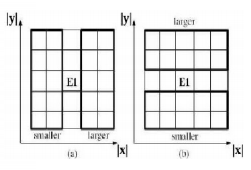 |y|
E1
smaller
larger
|x|
(a)
|y|
larger
E1
smaller
|x|
(b)